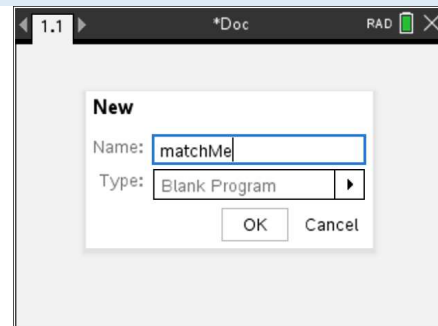 1.1 *Doc RAD
New
Name: matchMe
Type: Blank Program
OK Cancel